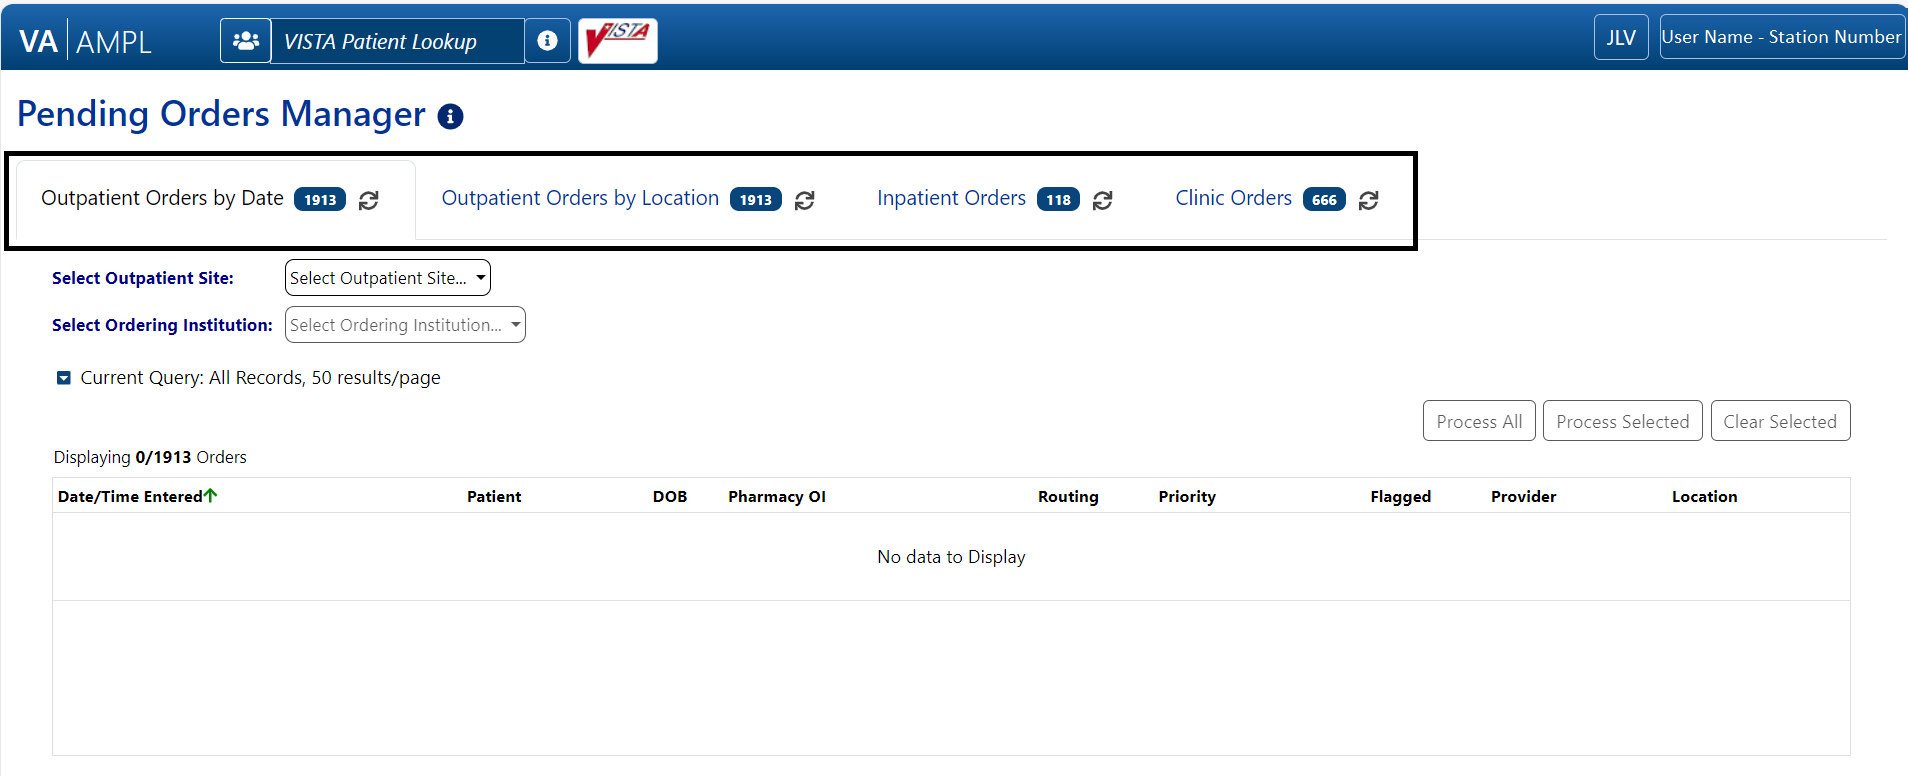 VA AMPL VISTA Patient Lookup VISTA JLV User Name - Station Number
Pending Orders Manager
Outpatient Orders by Date 1913 Outpatient Orders by Location 1913 Inpatient Orders 118 Clinic Orders 666
Select Outpatient Site: Select Outpatient Site...
Select Ordering Institution: Select Ordering Institution...
Current Query: All Records, 50 results/page
Process All Process Selected Clear Selected
Displaying 0/1913 Orders
Date/Time Entered Patient DOB Pharmacy OI Routing Priority Flagged Provider Location
No data to Display